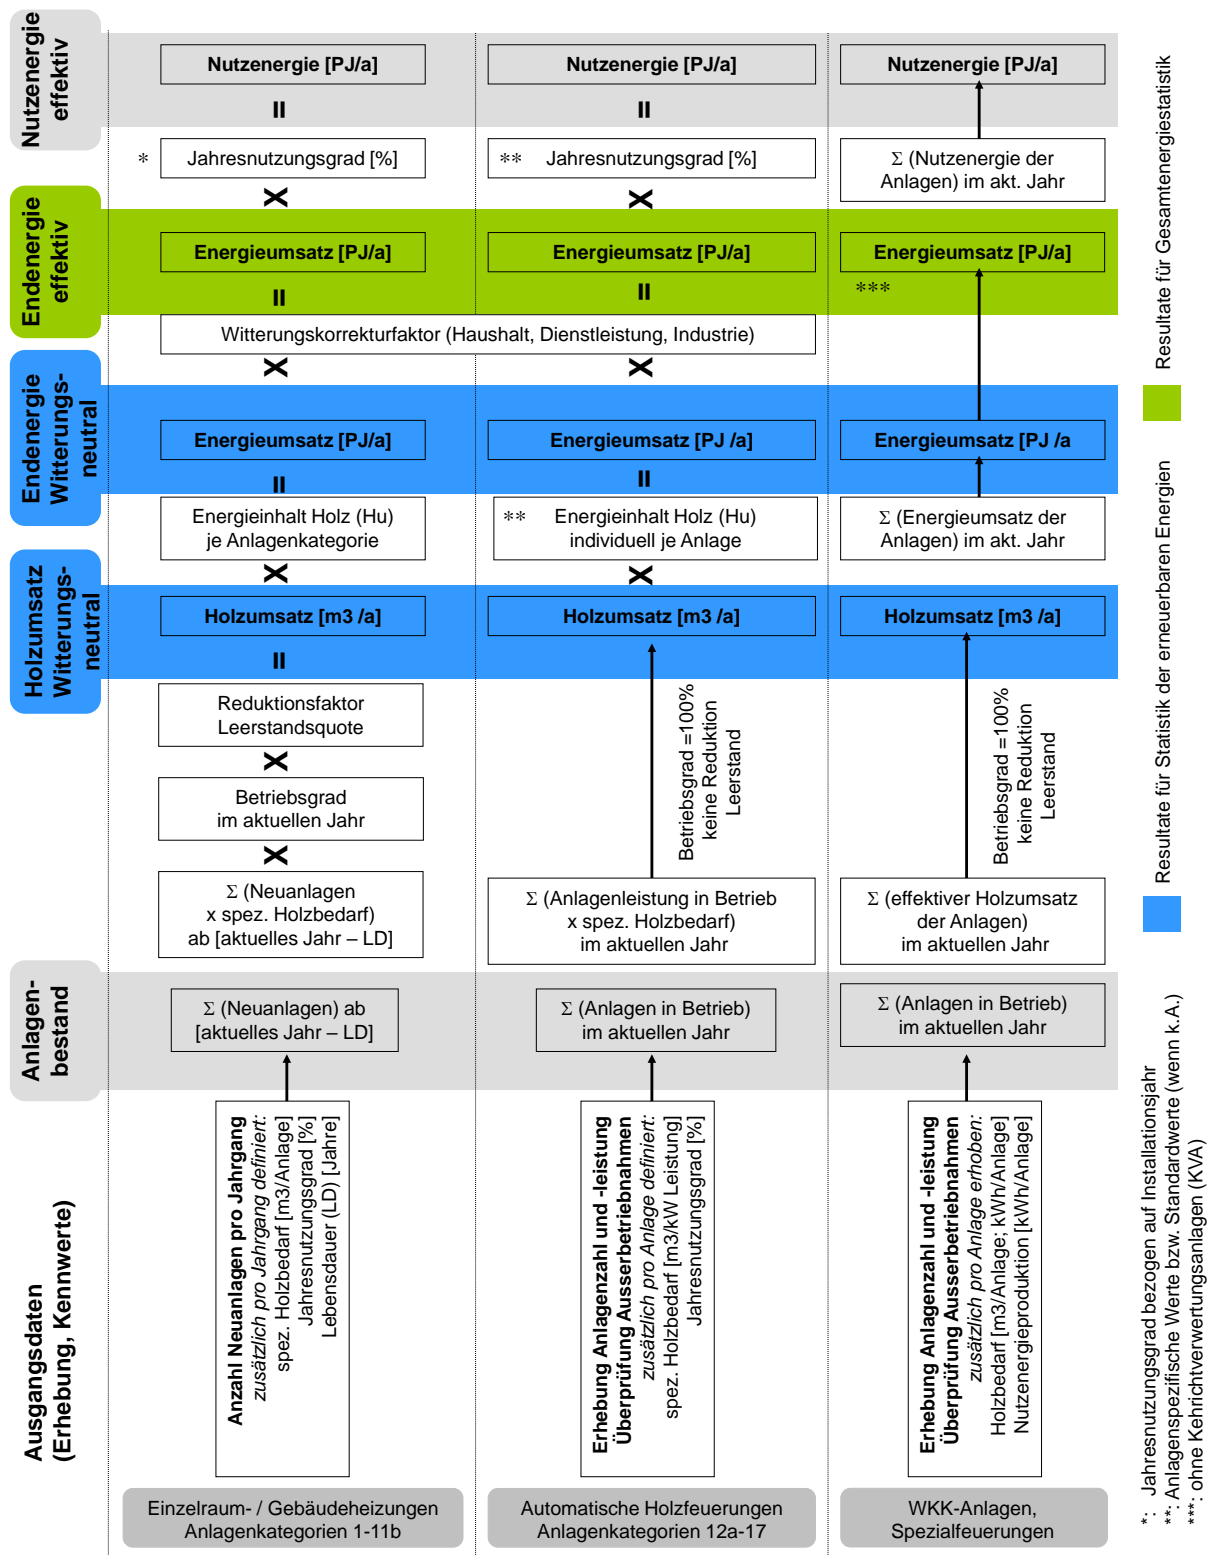 Nutzenergie
effektiv
Nutzenergie [PJ/a]
Nutzenergie [PJ/a]
Nutzenergie [PJ/a]
=
=
* Jahresnutzungsgrad [%]
** Jahresnutzungsgrad [%]
Σ (Nutzenergie der
Anlagen) im akt. Jahr
X
X
Endenergie
effektiv
Energieumsatz [PJ/a]
Energieumsatz [PJ/a]
Energieumsatz [PJ/a]
***
=
=
Witterungskorrekturfaktor (Haushalt, Dienstleistung, Industrie)
X
X
Endenergie
Witterungs-
neutral
Energieumsatz [PJ/a]
Energieumsatz [PJ /a]
Energieumsatz [PJ /a
=
=
Energieinhalt Holz (Hu)
je Anlagenkategorie
** Energieinhalt Holz (Hu)
individuell je Anlage
Σ (Energieumsatz der
Anlagen) im akt. Jahr
X
X
Holzumsatz
Witterungs-
neutral
Holzumsatz [m3 /a]
Holzumsatz [m3 /a]
Holzumsatz [m3 /a]
=
Reduktionsfaktor
Leerstandsquote
X
Betriebsgrad
im aktuellen Jahr
X
Betriebsgrad =100%
keine Reduktion
Leerstand
Betriebsgrad =100%
keine Reduktion
Leerstand
Σ (Neuanlagen
x spez. Holzbedarf)
ab [aktuelles Jahr – LD]
Σ (Anlagenleistung in Betrieb
x spez. Holzbedarf)
im aktuellen Jahr
Σ (effektiver Holzumsatz
der Anlagen)
im aktuellen Jahr
Anlagen-
bestand
Σ (Neuanlagen) ab
[aktuelles Jahr – LD]
Σ (Anlagen in Betrieb)
im aktuellen Jahr
Σ (Anlagen in Betrieb)
im aktuellen Jahr
Ausgangsdaten
(Erhebung, Kennwerte)
Anzahl Neuanlagen pro Jahrgang
zusätzlich pro Jahrgang definiert:
spez. Holzbedarf [m3/Anlage]
Jahresnutzungsgrad [%]
Lebensdauer (LD) [Jahre]
Erhebung Anlagenzahl und -leistung
Überprüfung Ausserbetriebnahmen
zusätzlich pro Anlage definiert:
spez. Holzbedarf [m3/kW Leistung]
Jahresnutzungsgrad [%]
Erhebung Anlagenzahl und -leistung
Überprüfung Ausserbetriebnahmen
zusätzlich pro Anlage erhoben:
Holzbedarf [m3/Anlage; kWh/Anlage]
Nutzenergieproduktion [kWh/Anlage]
Einzelraum- / Gebäudeheizungen
Anlagenkategorien 1-11b
Automatische Holzfeuerungen
Anlagenkategorien 12a-17
WKK-Anlagen,
Spezialfeuerungen
Resultate für Gesamtenergiestatistik
Resultate für Statistik der erneuerbaren Energien
*: Jahresnutzungsgrad bezogen auf Installationsjahr
**: Anlagenspezifische Werte bzw. Standardwerte (wenn k.A.)
***: ohne Kehrichtverwertungsanlagen (KVA)